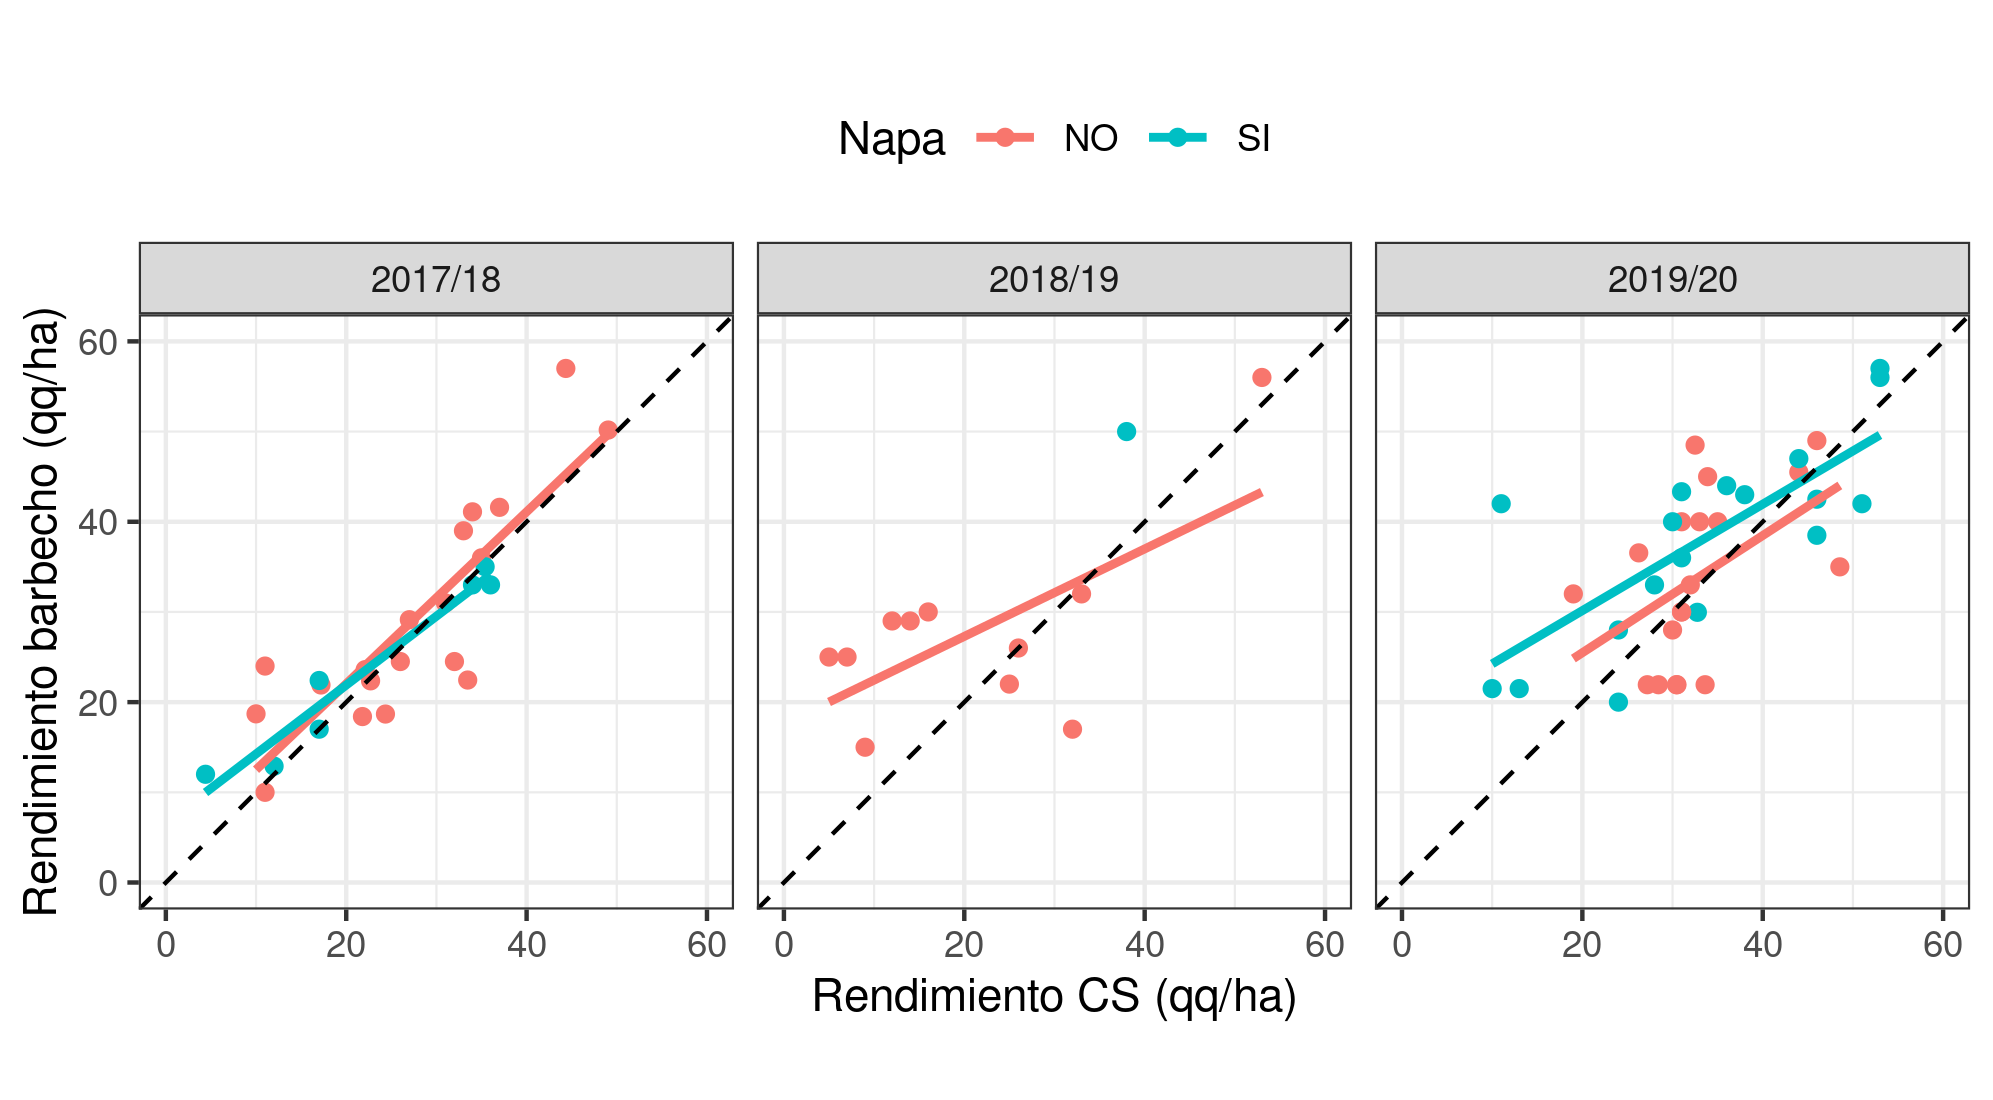 Napa NO SI
2017/18 2018/19 2019/20
Rendimiento barbecho (qq/ha)
60
40
20
0
0 20 40 60 0 20 40 60 0 20 40 60
Rendimiento CS (qq/ha)